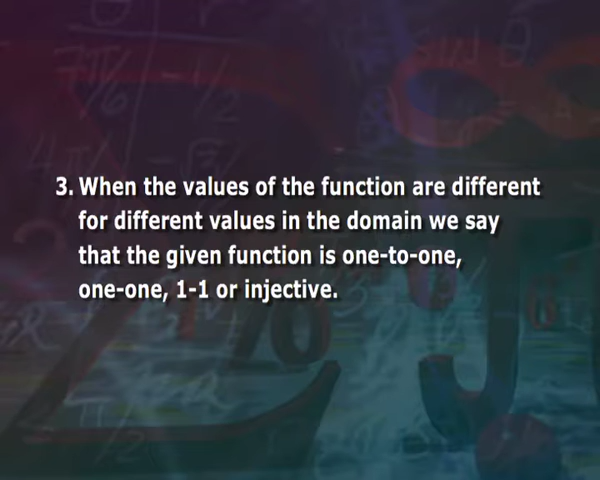 3. When the values of the function are different
for different values in the domain we say
that the given function is one-to-one,
one-one, 1-1 or injective.